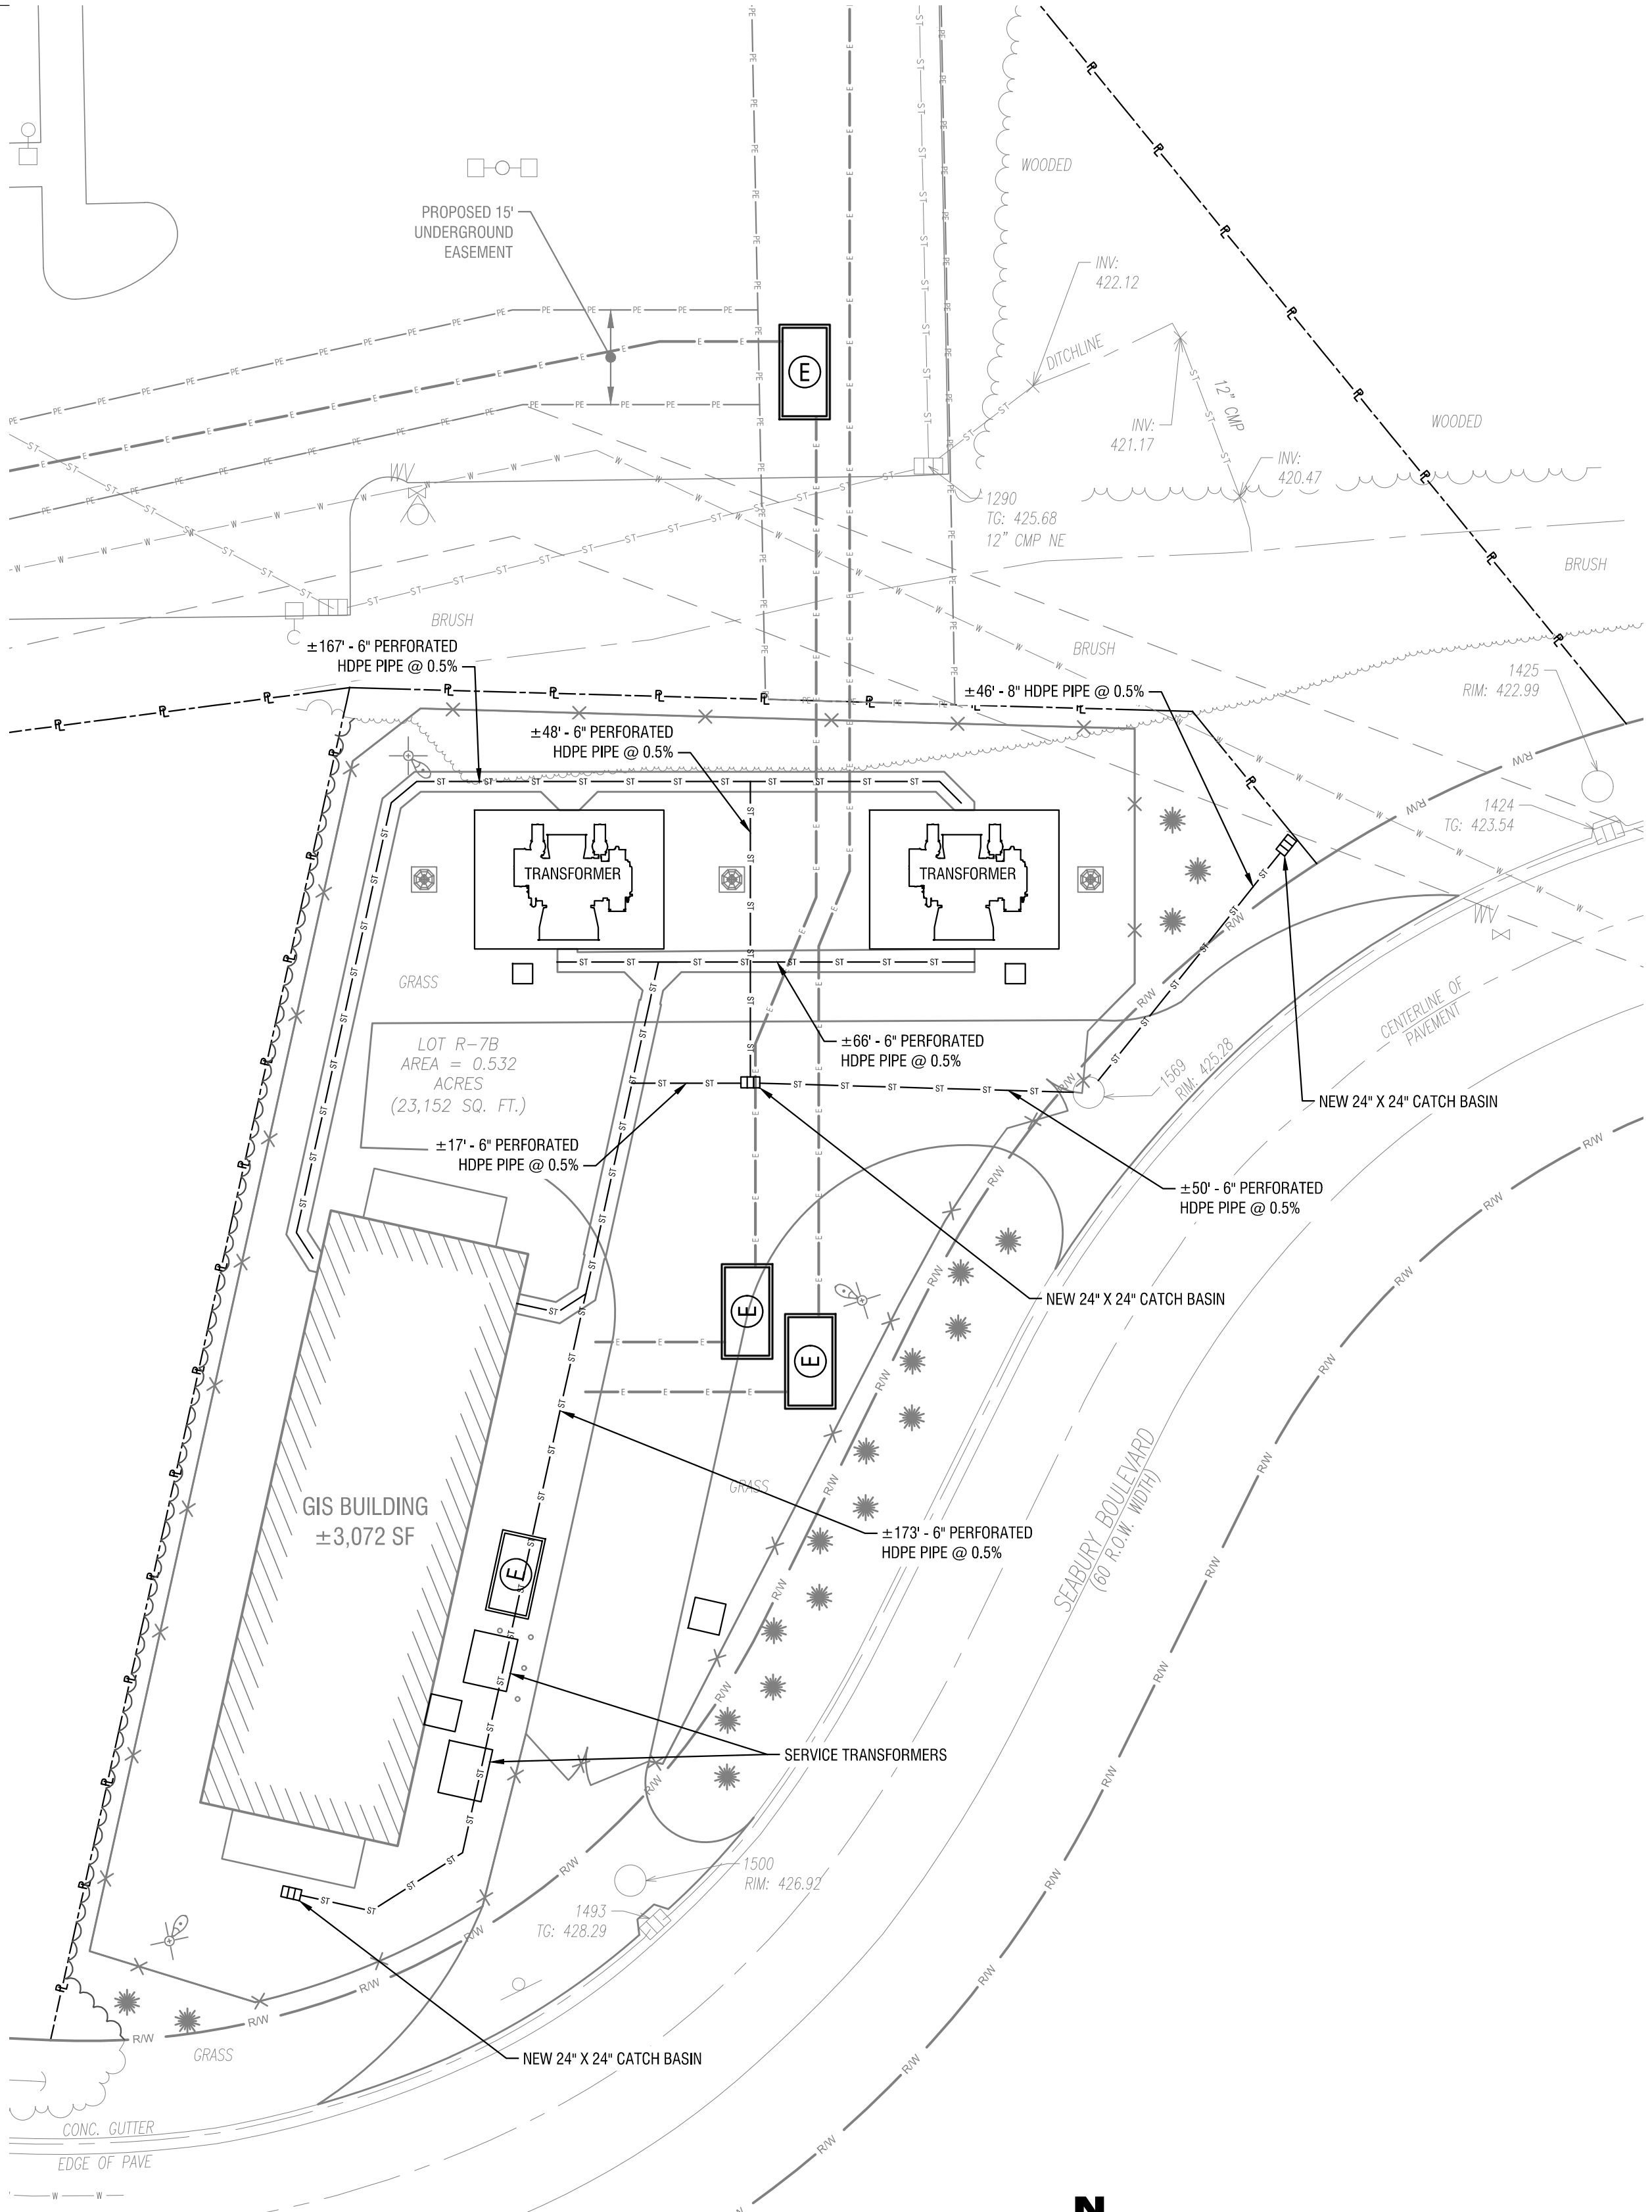 WOODED
PROPOSED 15'
UNDERGROUND
EASEMENT
INV:
422.12
DITCHLINE
12" CMP
INV:
421.17
WOODED
INV:
420.47
E
WV
1290
TG: 425.68
12" CMP NE
BRUSH
BRUSH
BRUSH
±167' - 6" PERFORATED
HDPE PIPE @ 0.5%
±46' - 8" HDPE PIPE @ 0.5%
1425
RIM: 422.99
±48' - 6" PERFORATED
HDPE PIPE @ 0.5%
1424
TG: 423.54
TRANSFORMER
TRANSFORMER
WV
GRASS
CENTERLINE OF
PAVEMENT
LOT R-7B
AREA = 0.532
ACRES
(23,152 SQ. FT.)
±66' - 6" PERFORATED
HDPE PIPE @ 0.5%
1569
RIM: 425.28
NEW 24" X 24" CATCH BASIN
±17' - 6" PERFORATED
HDPE PIPE @ 0.5%
±50' - 6" PERFORATED
HDPE PIPE @ 0.5%
NEW 24" X 24" CATCH BASIN
E
E
GRASS
GIS BUILDING
±3,072 SF
SEABURY BOULEVARD
(60 R.O.W. WIDTH)
±173' - 6" PERFORATED
HDPE PIPE @ 0.5%
E
SERVICE TRANSFORMERS
1500
RIM: 426.92
1493
TG: 428.29
GRASS
NEW 24" X 24" CATCH BASIN
CONC. GUTTER
EDGE OF PAVE
N